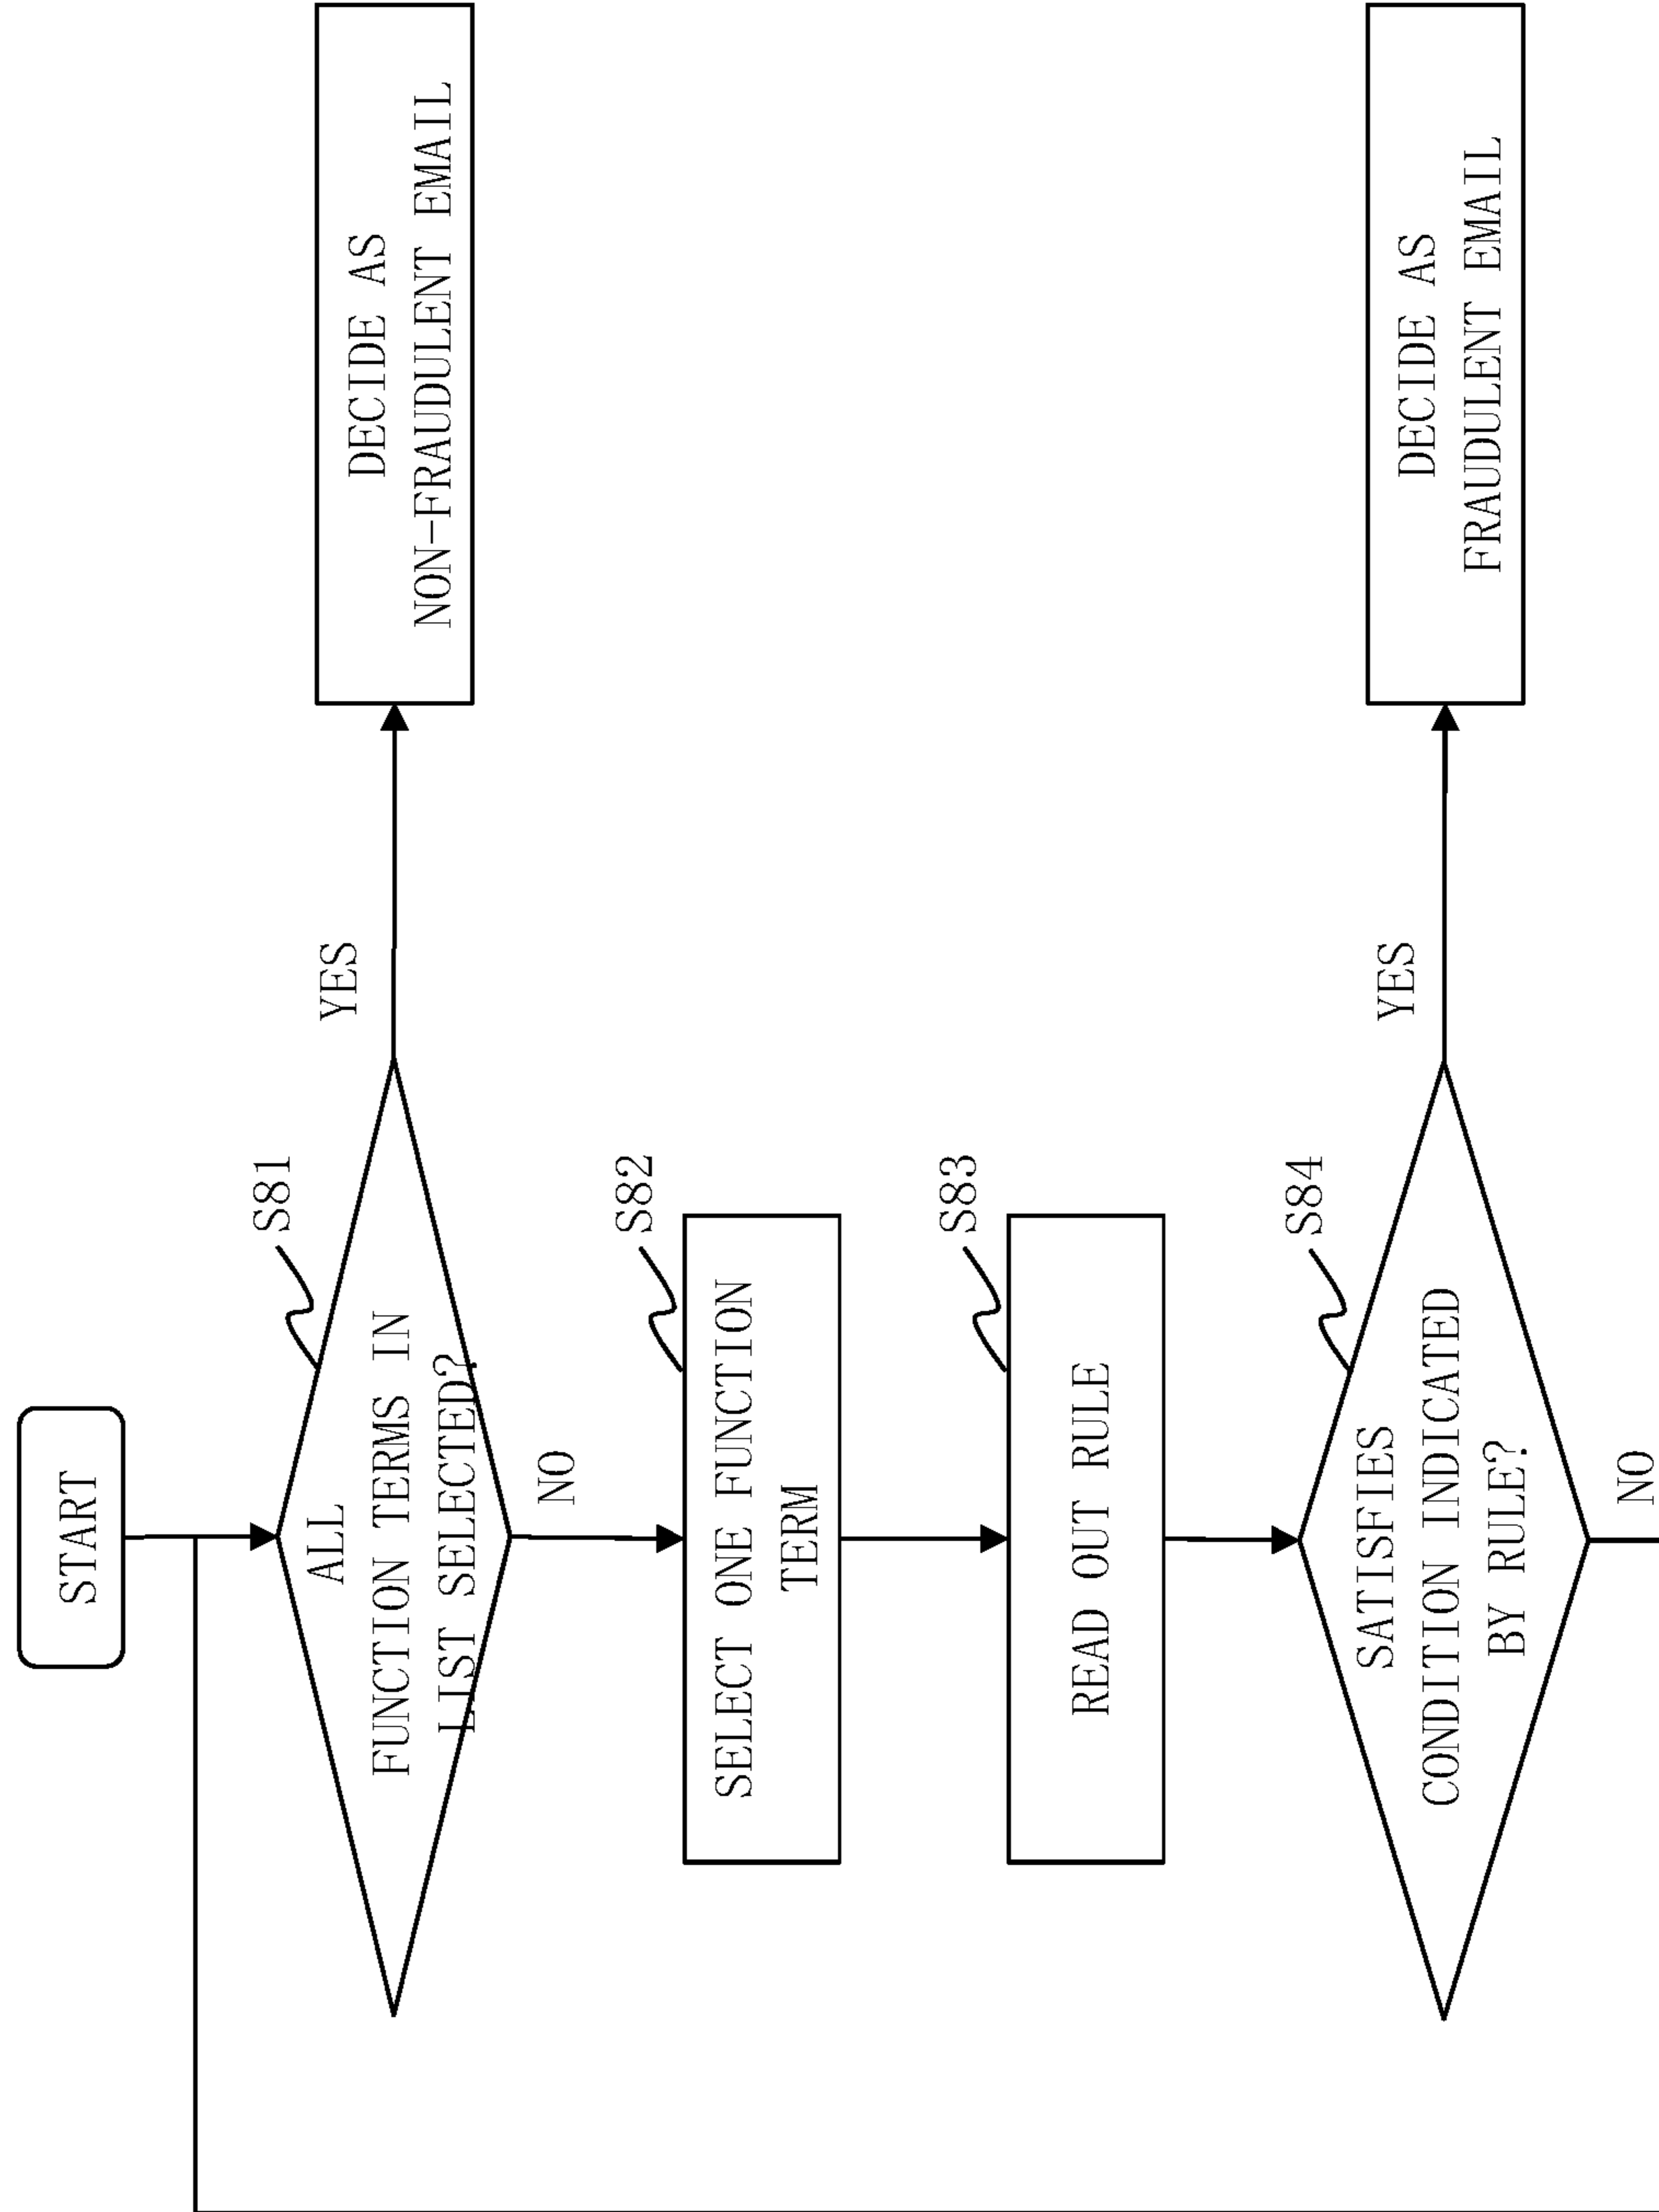 START
S81
ALL
FUNCTION TERMS IN
LIST SELECTED?
YES
DECIDE AS
NON-FRAUDULENT EMAIL
NO
S82
SELECT ONE FUNCTION
TERM
S83
READ OUT RULE
S84
SATISFIES
CONDITION INDICATED
BY RULE?
YES
DECIDE AS
FRAUDULENT EMAIL
NO